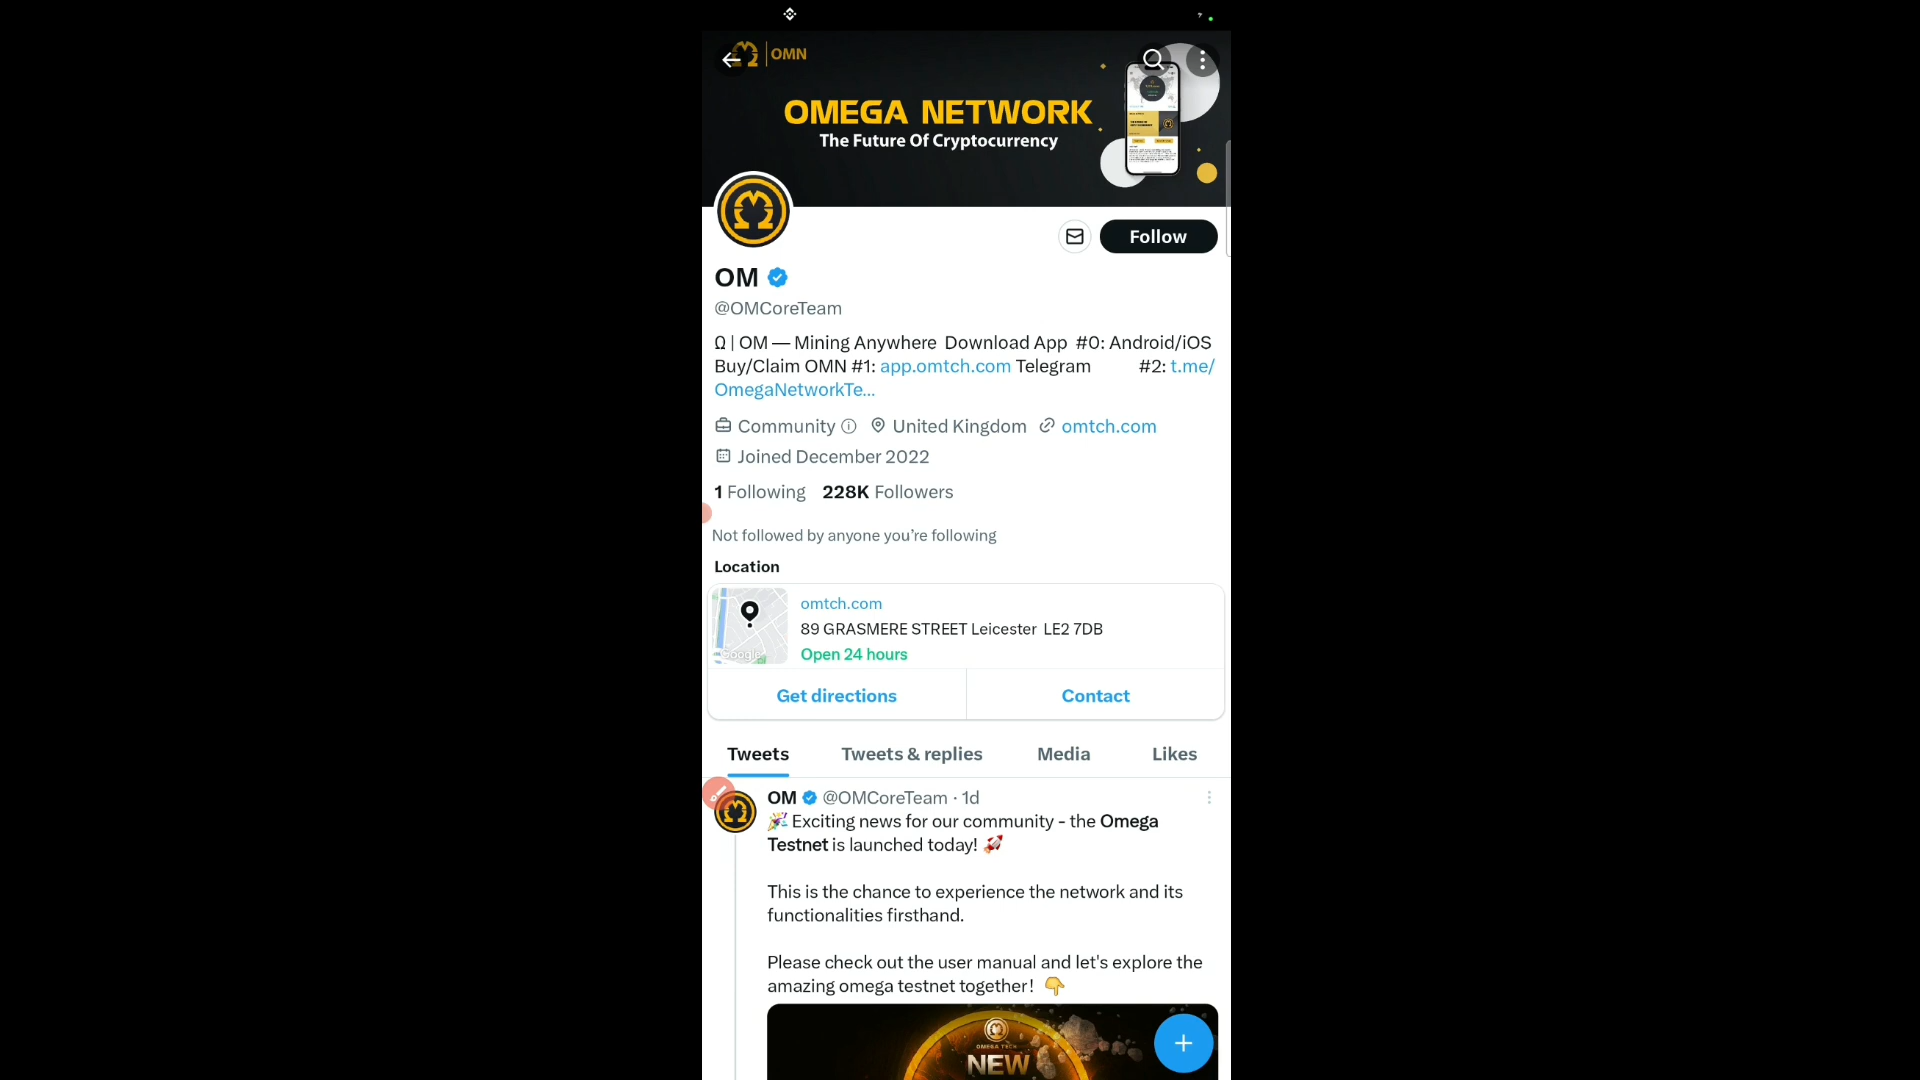 OMN
OMEGA NETWORK
The Future Of Cryptocurrency
Follow
OM
@OMCoreTeam
Ω | OM — Mining Anywhere Download App #0: Android/iOS
Buy/Claim OMN #1: app.omtch.com Telegram #2: t.me/
OmegaNetworkTe...
Community United Kingdom omtch.com
Joined December 2022
1 Following 228K Followers
Not followed by anyone you're following
Location
omtch.com
89 GRASMERE STREET Leicester LE2 7DB
Open 24 hours
Google
Get directions Contact
Tweets Tweets & replies Media Likes
OM @OMCoreTeam · 1d
🎉 Exciting news for our community - the Omega
Testnet is launched today! 🚀
This is the chance to experience the network and its
functionalities firsthand.
Please check out the user manual and let's explore the
amazing omega testnet together! 👇
OMEGA TECH
NEW